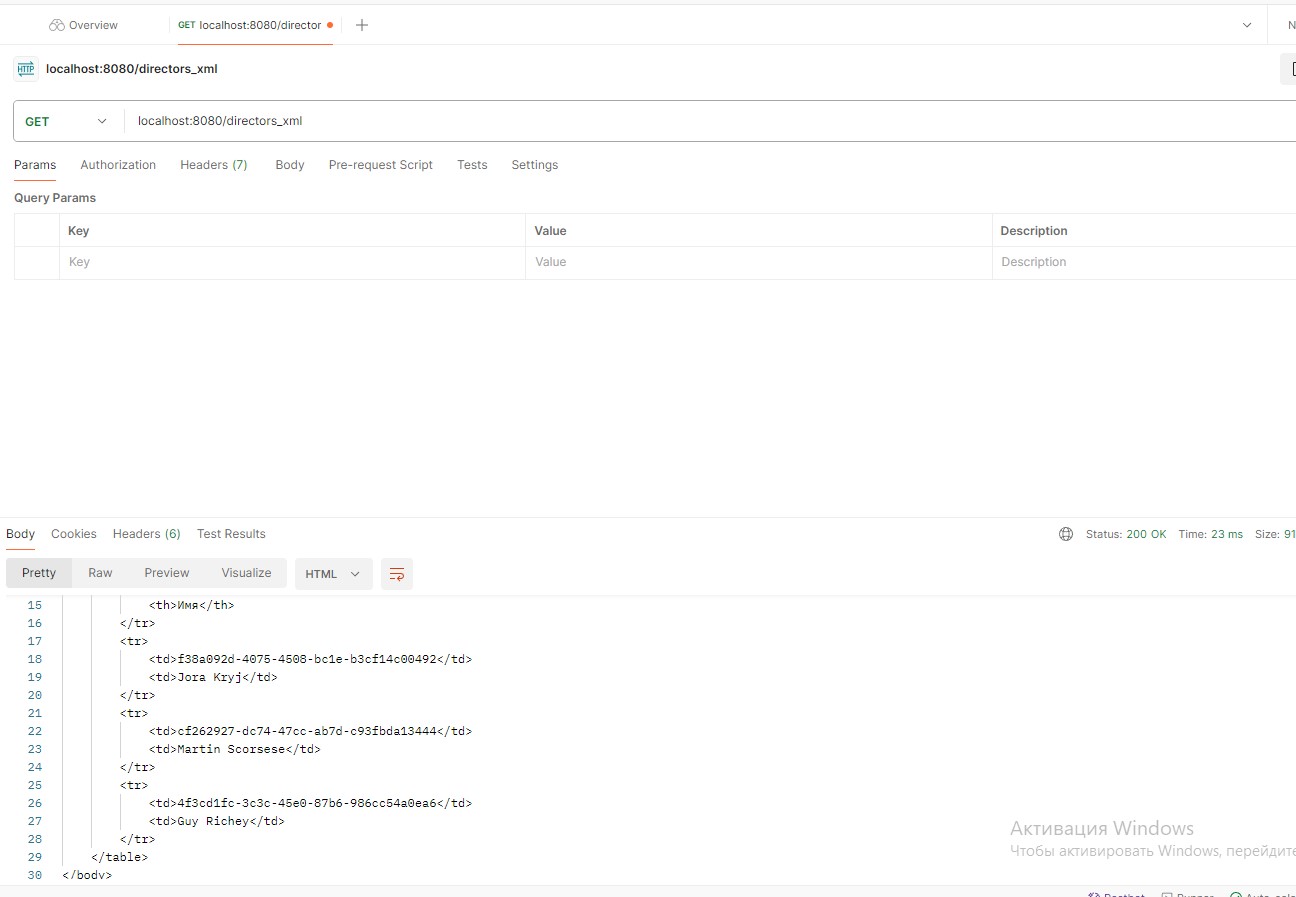 Overview
GET localhost:8080/director
N
HTTP localhost:8080/directors_xml
GET localhost:8080/directors_xml
Params Authorization Headers (7) Body Pre-request Script Tests Settings
Query Params
Key Value Description
Key Value Description
Body Cookies Headers (6) Test Results Status: 200 OK Time: 23 ms Size: 91
Pretty Raw Preview Visualize HTML
15 <th>Имя</th>
16 </tr>
17 <tr>
18 <td>f38a092d-4075-4508-bc1e-b3cf14c00492</td>
19 <td>Jora Kryj</td>
20 </tr>
21 <tr>
22 <td>cf262927-dc74-47cc-ab7d-c93fbda13444</td>
23 <td>Martin Scorsese</td>
24 </tr>
25 <tr>
26 <td>4f3cd1fc-3c3c-45e0-87b6-986cc54a0ea6</td>
27 <td>Guy Richey</td>
28 </tr>
29 </table>
30 </body>
Активация Windows
Чтобы активировать Windows, перейдите
Postbot Runner